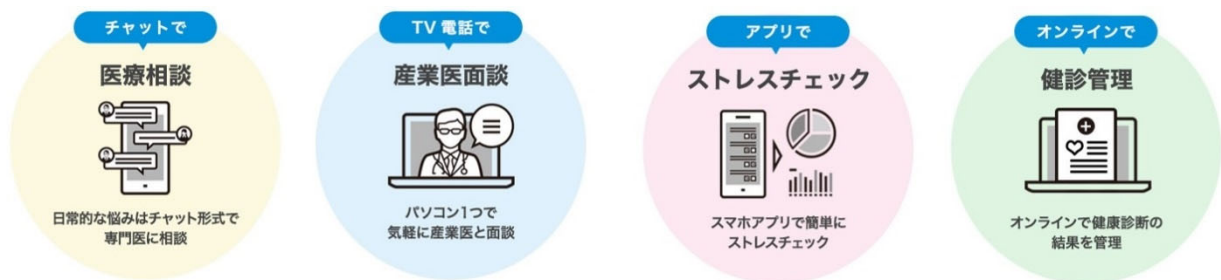 チャットで
医療相談
日常的な悩みはチャット形式で
専門医に相談
TV 電話で
産業医面談
パソコン1つで
気軽に産業医と面談
アプリで
ストレスチェック
スマホアプリで簡単に
ストレスチェック
オンラインで
健診管理
オンラインで健康診断の
結果を管理